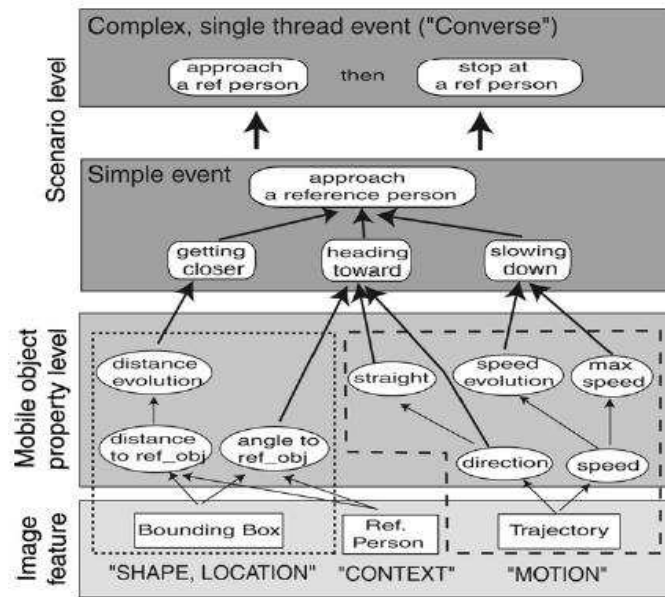 Complex, single thread event ("Converse")
approach
a ref person
then
stop at
a ref person
Scenario level
Simple event
approach
a reference person
getting
closer
heading
toward
slowing
down
Mobile object
property level
distance
evolution
straight
speed
evolution
max
speed
distance
to ref_obj
angle to
ref_obj
direction
speed
Image
feature
Bounding Box
Ref.
Person
Trajectory
"SHAPE, LOCATION"
"CONTEXT"
"MOTION"